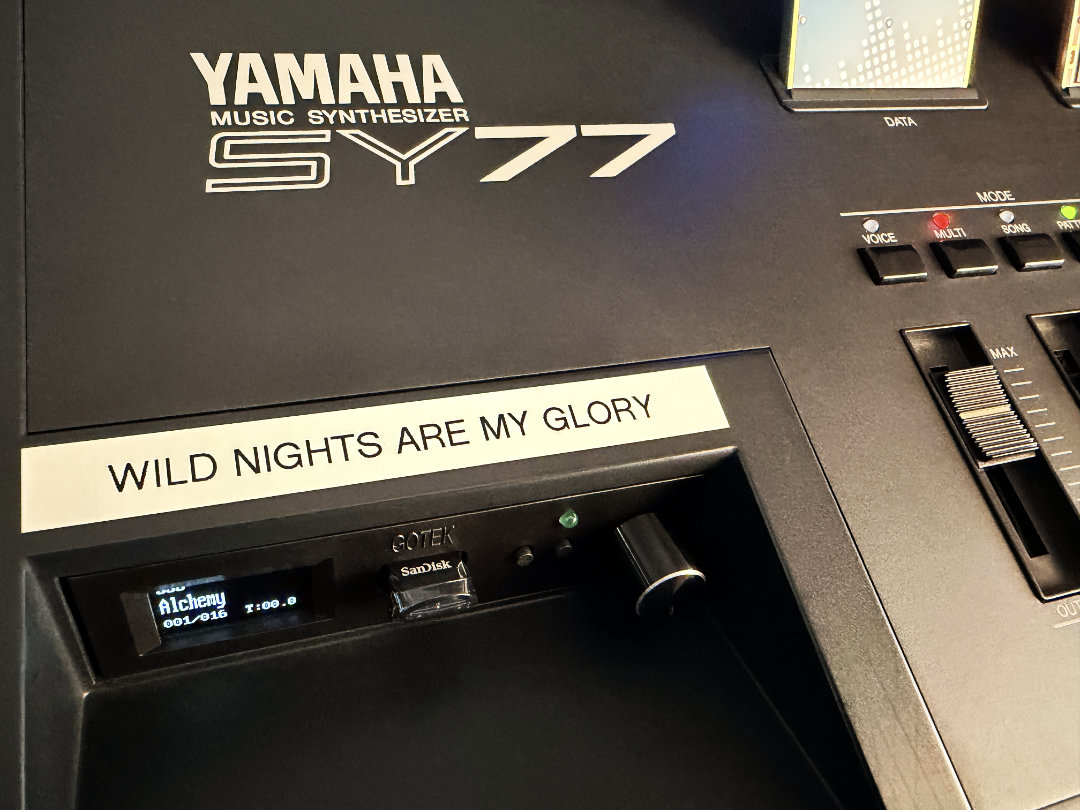 YAMAHA
MUSIC SYNTHESIZER
SY77
DATA
MODE
VOICE
MULTI
SONG
MAX
WILD NIGHTS ARE MY GLORY
GOTEK
SanDisk
Alchemy
001/016 T:00.0